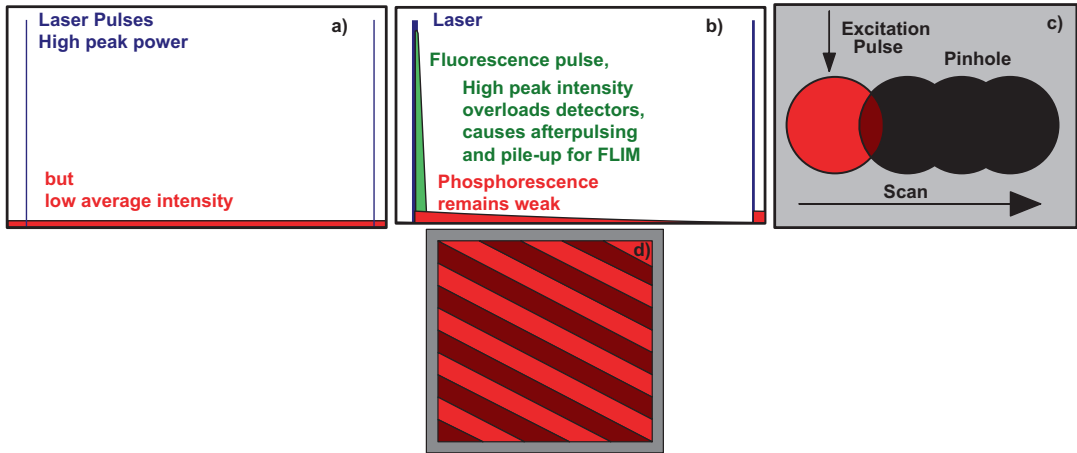 Laser Pulses
High peak power
a)
but
low average intensity
Laser
b)
Fluorescence pulse,
High peak intensity
overloads detectors,
causes afterpulsing
and pile-up for FLIM
Phosphorescence
remains weak
c)
Excitation
Pulse
Pinhole
Scan
d)